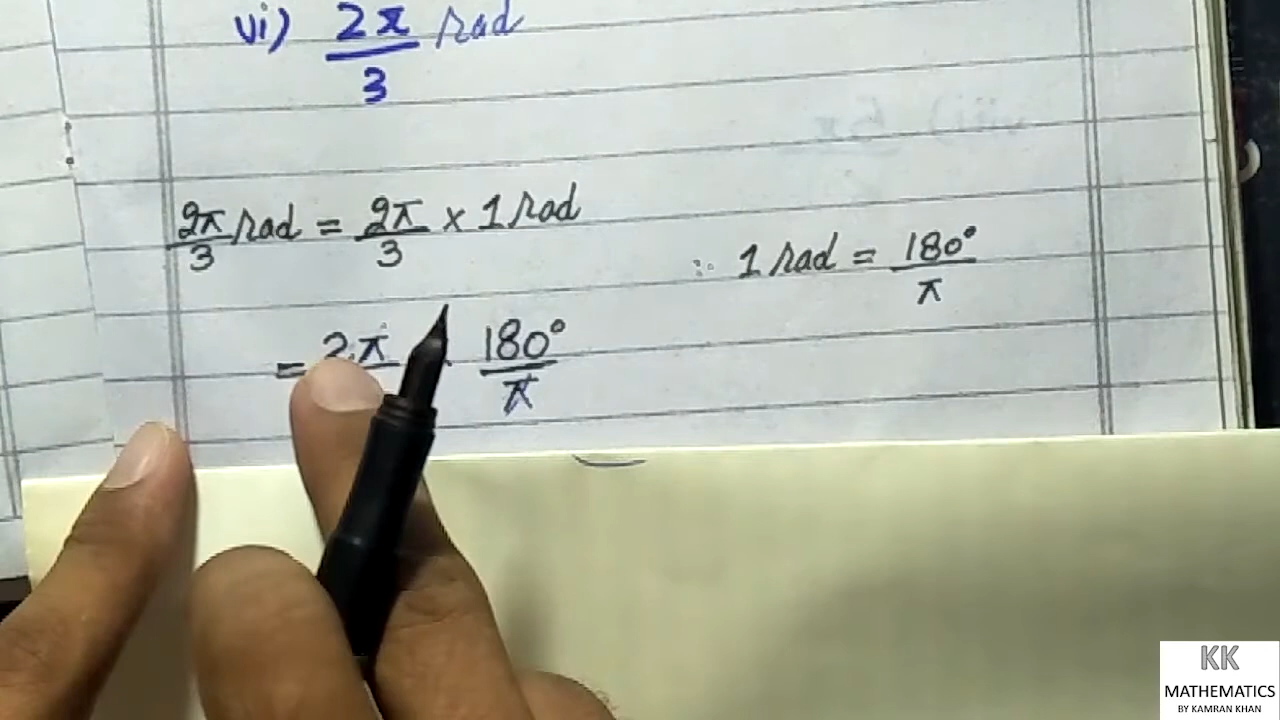 vi) 2π/3 rad
2π/3 rad = 2π/3 × 1 rad
∵ 1 rad = 180°/π
= 2π × 180°/π
KK
MATHEMATICS
BY KAMRAN KHAN